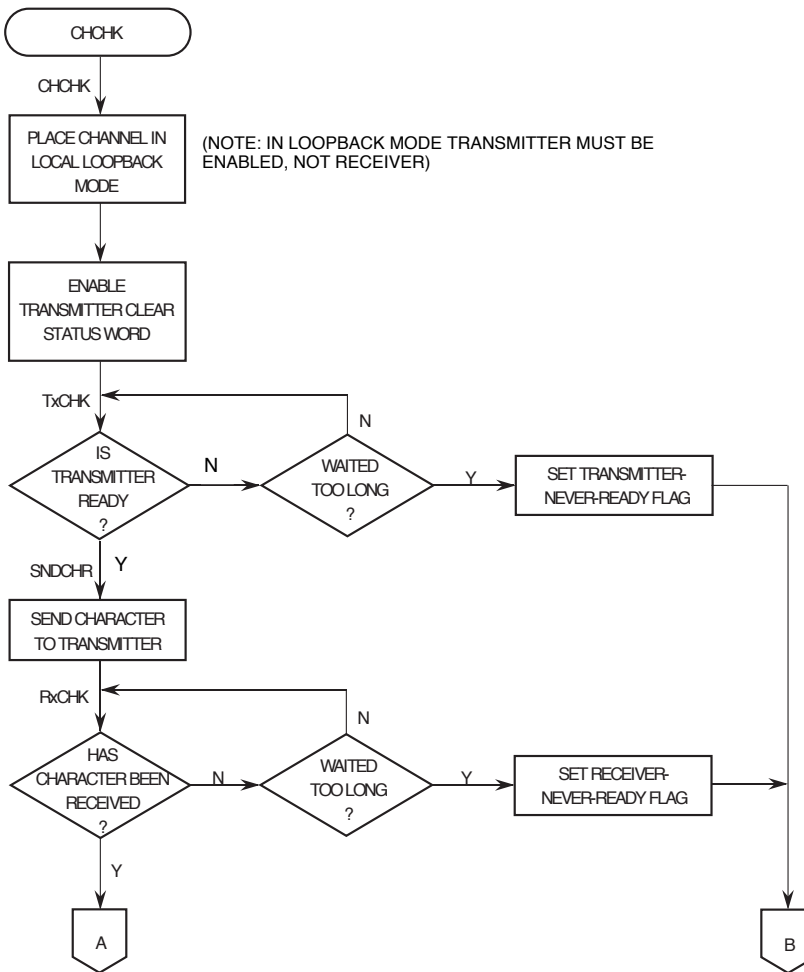 CHCHK
CHCHK
PLACE CHANNEL IN
LOCAL LOOPBACK
MODE
(NOTE: IN LOOPBACK MODE TRANSMITTER MUST BE
ENABLED, NOT RECEIVER)
ENABLE
TRANSMITTER CLEAR
STATUS WORD
TxCHK
N
IS
TRANSMITTER
READY
?
N
WAITED
TOO LONG
?
Y
SET TRANSMITTER-
NEVER-READY FLAG
SNDCHR
Y
SEND CHARACTER
TO TRANSMITTER
RxCHK
N
HAS
CHARACTER BEEN
RECEIVED
?
N
WAITED
TOO LONG
?
Y
SET RECEIVER-
NEVER-READY FLAG
Y
A
B